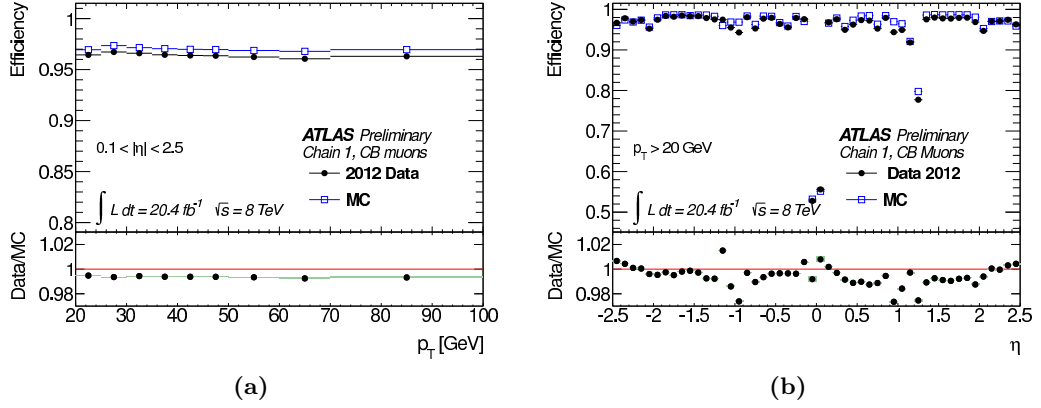 Efficiency
1
0.95
0.9
0.85
0.8
ATLAS Preliminary
Chain 1, CB muons
0.1 < |η| < 2.5
2012 Data
MC
∫ L dt = 20.4 fb⁻¹ √s = 8 TeV
Data/MC
1.02
1
0.98
20 30 40 50 60 70 80 90 100
p_T [GeV]
(a)
Efficiency
1
0.9
0.8
0.7
0.6
0.5
ATLAS Preliminary
Chain 1, CB Muons
p_T > 20 GeV
Data 2012
MC
∫ L dt = 20.4 fb⁻¹ √s = 8 TeV
Data/MC
1.02
1
0.98
-2.5 -2 -1.5 -1 -0.5 0 0.5 1 1.5 2 2.5
η
(b)